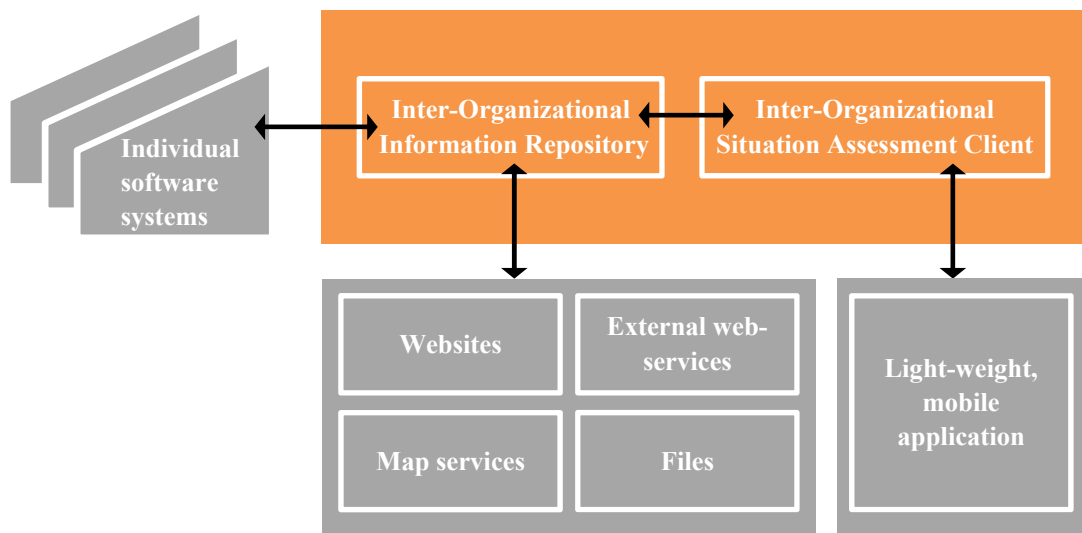 Individual
software
systems
Inter-Organizational
Information Repository
Inter-Organizational
Situation Assessment Client
Websites
External web-
services
Map services
Files
Light-weight,
mobile
application